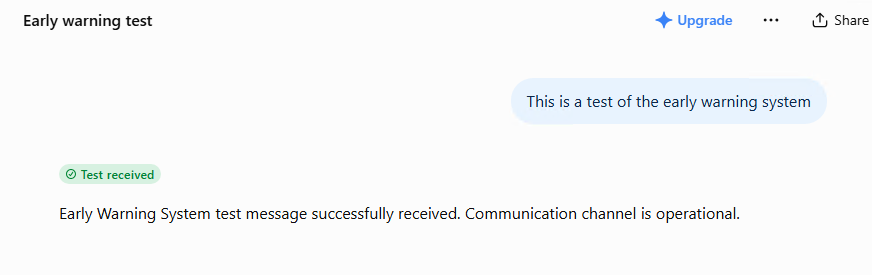 Early warning test
Upgrade
Share
This is a test of the early warning system
Test received
Early Warning System test message successfully received. Communication channel is operational.